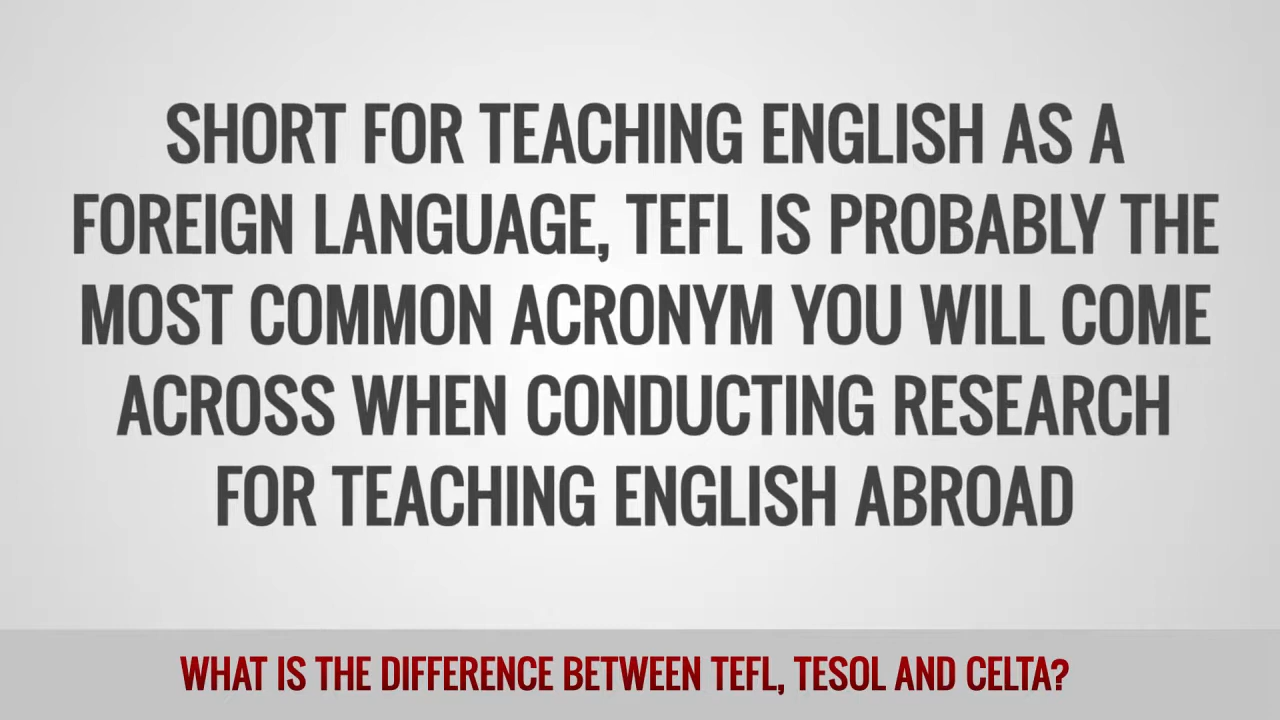 SHORT FOR TEACHING ENGLISH AS A
FOREIGN LANGUAGE, TEFL IS PROBABLY THE
MOST COMMON ACRONYM YOU WILL COME
ACROSS WHEN CONDUCTING RESEARCH
FOR TEACHING ENGLISH ABROAD
WHAT IS THE DIFFERENCE BETWEEN TEFL, TESOL AND CELTA?